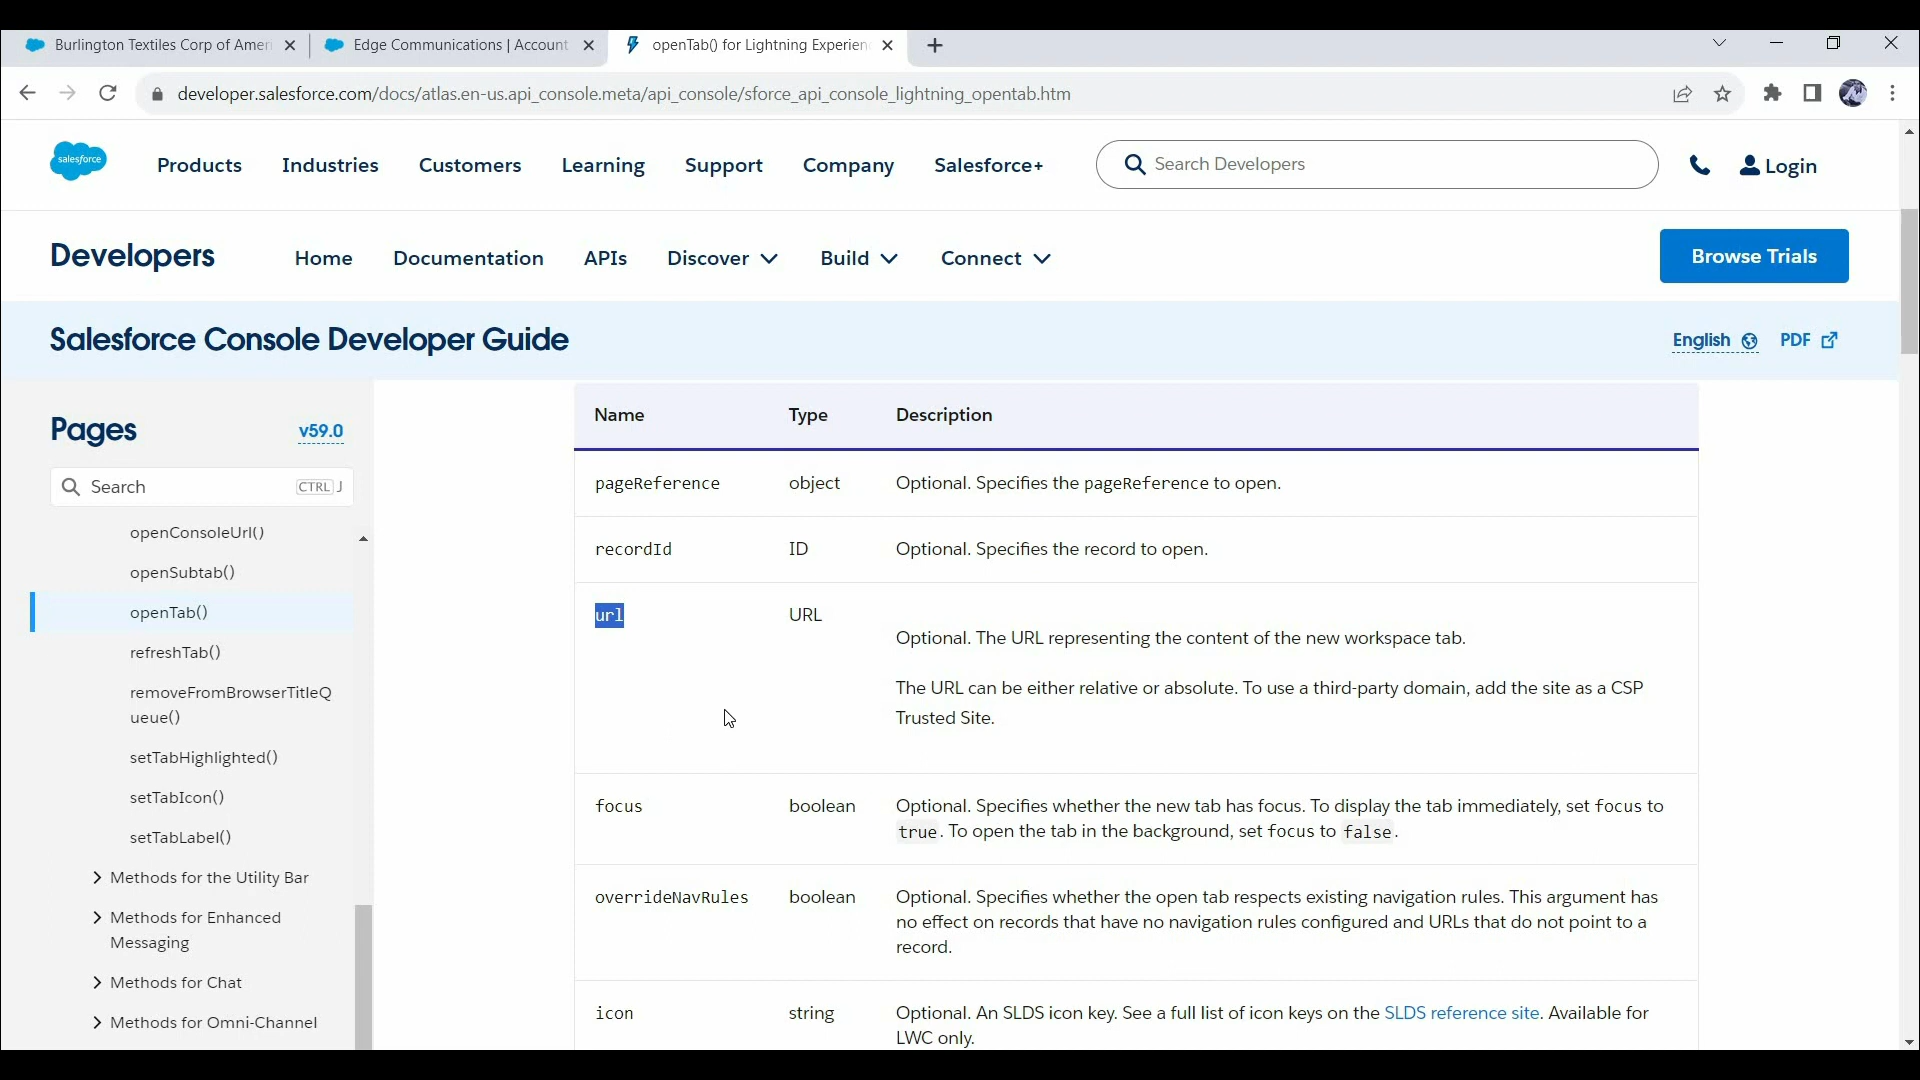 Burlington Textiles Corp of Amer
Edge Communications | Account
openTab() for Lightning Experien
developer.salesforce.com/docs/atlas.en-us.api_console.meta/api_console/sforce_api_console_lightning_opentab.htm
salesforce
Products
Industries
Customers
Learning
Support
Company
Salesforce+
Search Developers
Login
Developers
Home
Documentation
APIs
Discover
Build
Connect
Browse Trials
Salesforce Console Developer Guide
English
PDF
Pages
v59.0
Search
CTRL J
openConsoleUrl()
openSubtab()
openTab()
refreshTab()
removeFromBrowserTitleQ
ueue()
setTabHighlighted()
setTabIcon()
setTabLabel()
Methods for the Utility Bar
Methods for Enhanced
Messaging
Methods for Chat
Methods for Omni-Channel
Name Type Description
pageReference object Optional. Specifies the pageReference to open.
recordId ID Optional. Specifies the record to open.
url URL
Optional. The URL representing the content of the new workspace tab.
The URL can be either relative or absolute. To use a third-party domain, add the site as a CSP
Trusted Site.
focus boolean Optional. Specifies whether the new tab has focus. To display the tab immediately, set focus to
true. To open the tab in the background, set focus to false.
overrideNavRules boolean Optional. Specifies whether the open tab respects existing navigation rules. This argument has
no effect on records that have no navigation rules configured and URLs that do not point to a
record.
icon string Optional. An SLDS icon key. See a full list of icon keys on the SLDS reference site. Available for
LWC only.